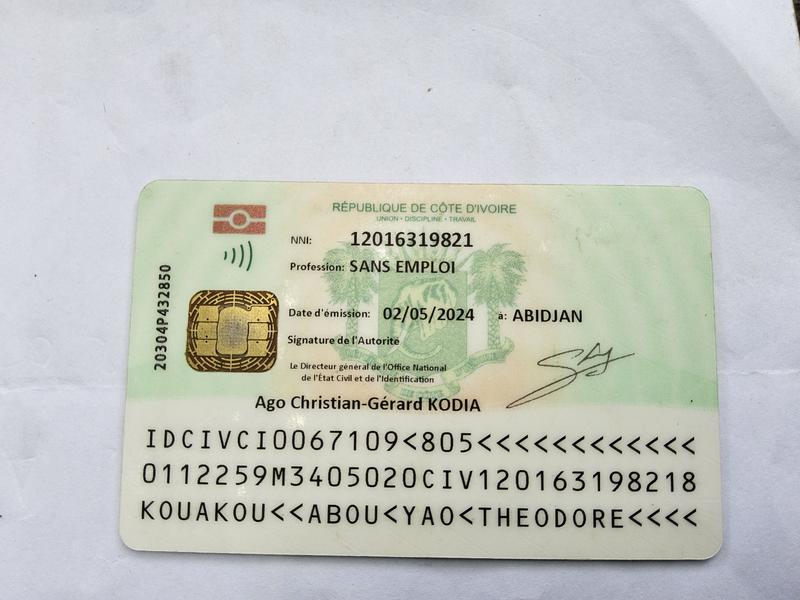 RÉPUBLIQUE DE CÔTE D'IVOIRE
UNION - DISCIPLINE - TRAVAIL
NNI: 12016319821
Profession: SANS EMPLOI
Date d'émission: 02/05/2024 à: ABIDJAN
Signature de l'Autorité
Le Directeur général de l'Office National
de l'État Civil et de l'Identification
Ago Christian-Gérard KODIA
20304P432850
IDCIVCI0067109<805<<<<<<<<<<<<
0112259M3405020CIV120163198218
KOUAKOU<<ABOU<YAO<THEODORE<<<<